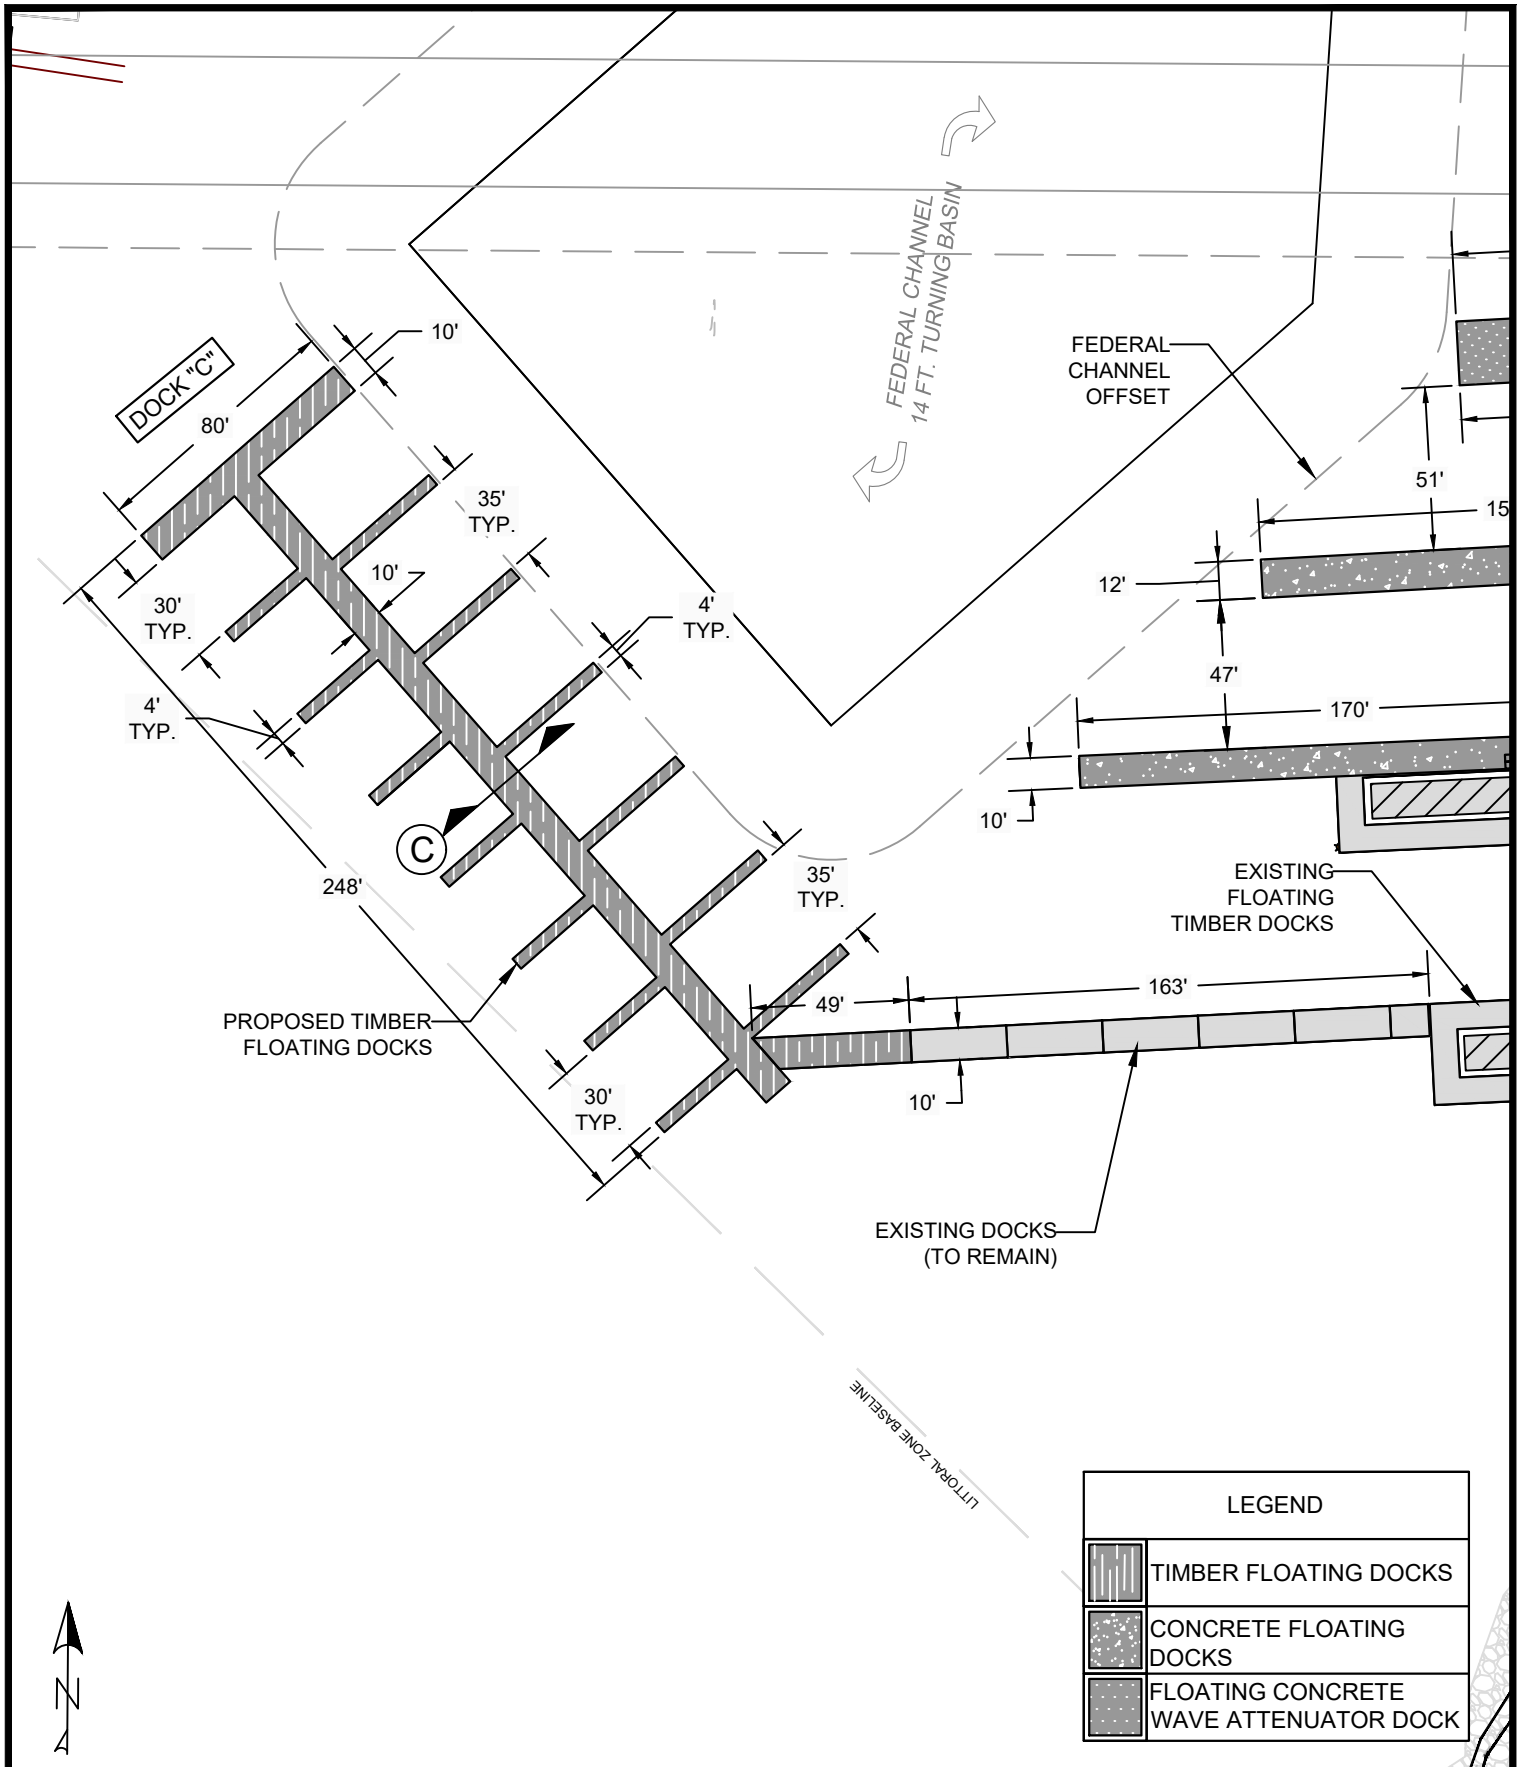 FEDERAL CHANNEL
14 FT. TURNING BASIN
10'
DOCK "C"
80'
FEDERAL
CHANNEL
OFFSET
51'
35'
TYP.
15
10'
12'
30'
TYP.
4'
TYP.
47'
4'
TYP.
170'
10'
C
248'
35'
TYP.
EXISTING
FLOATING
TIMBER DOCKS
163'
49'
PROPOSED TIMBER
FLOATING DOCKS
30'
TYP.
10'
EXISTING DOCKS
(TO REMAIN)
LITTORAL ZONE BASELINE
LEGEND
TIMBER FLOATING DOCKS
CONCRETE FLOATING
DOCKS
FLOATING CONCRETE
WAVE ATTENUATOR DOCK
N